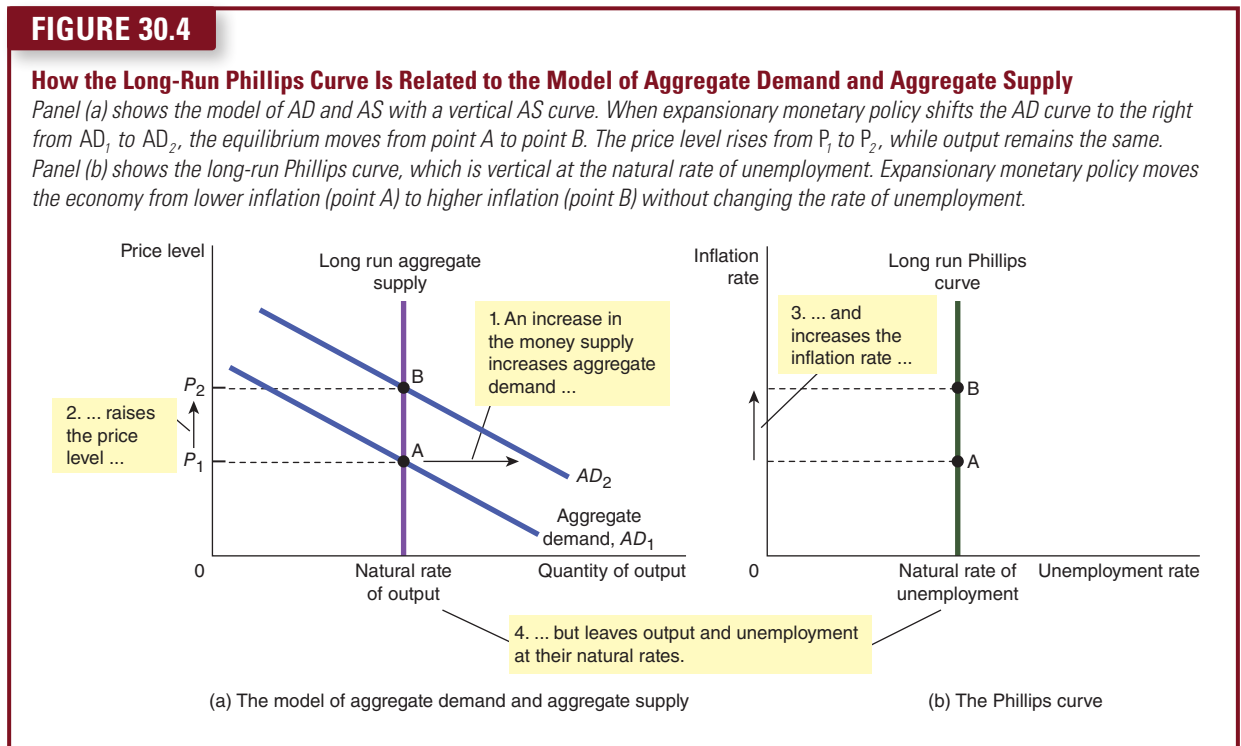 FIGURE 30.4
How the Long-Run Phillips Curve Is Related to the Model of Aggregate Demand and Aggregate Supply
Panel (a) shows the model of AD and AS with a vertical AS curve. When expansionary monetary policy shifts the AD curve to the right
from AD1 to AD2, the equilibrium moves from point A to point B. The price level rises from P1 to P2, while output remains the same.
Panel (b) shows the long-run Phillips curve, which is vertical at the natural rate of unemployment. Expansionary monetary policy moves
the economy from lower inflation (point A) to higher inflation (point B) without changing the rate of unemployment.
Price level
Long run aggregate
supply
1. An increase in
the money supply
increases aggregate
demand ...
P2
B
2. ... raises
the price
level ...
P1
A
AD2
Aggregate
demand, AD1
0
Natural rate
of output
Quantity of output
Inflation
rate
Long run Phillips
curve
3. ... and
increases the
inflation rate ...
B
A
0
Natural rate of
unemployment
Unemployment rate
4. ... but leaves output and unemployment
at their natural rates.
(a) The model of aggregate demand and aggregate supply
(b) The Phillips curve